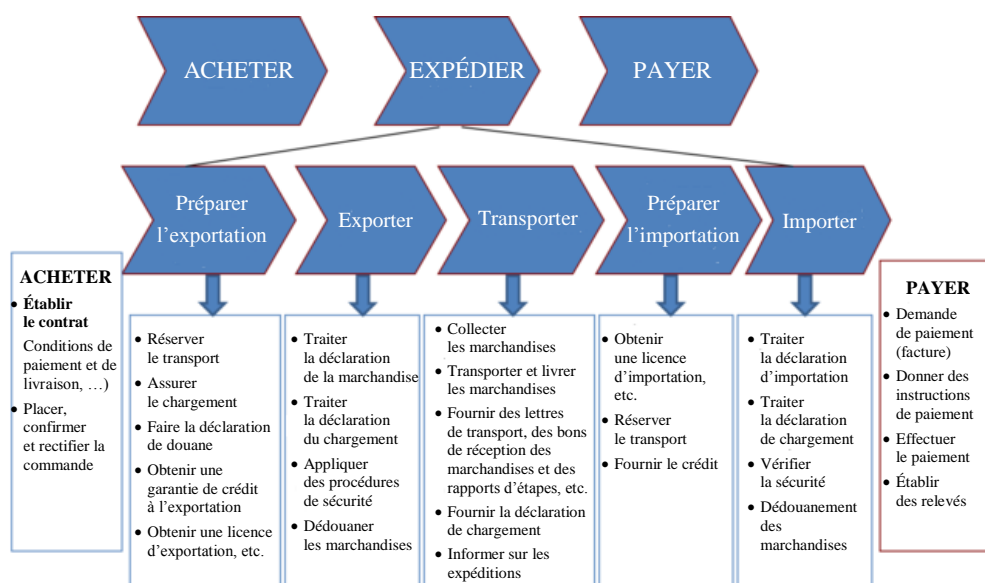 ACHETER
EXPÉDIER
PAYER
Préparer
l’exportation
Exporter
Transporter
Préparer
l’importation
Importer
ACHETER
• Établir
le contrat
Conditions de
paiement et de
livraison, …)
• Placer,
confirmer
et rectifier la
commande
• Réserver
le transport
• Assurer
le chargement
• Faire la déclaration
de douane
• Obtenir une
garantie de crédit
à l’exportation
• Obtenir une licence
d’exportation, etc.
• Traiter
la déclaration
de la marchandise
• Traiter
la déclaration
du chargement
• Appliquer
des procédures
de sécurité
• Dédouaner
les marchandises
• Collecter
les marchandises
• Transporter et livrer
les marchandises
• Fournir des lettres
de transport, des bons
de réception des
marchandises et des
rapports d’étapes, etc.
• Fournir la déclaration
de chargement
• Informer sur les
expéditions
• Obtenir
une licence
d’importation,
etc.
• Réserver
le transport
• Fournir le crédit
• Traiter
la déclaration
d’importation
• Traiter
la déclaration
de chargement
• Vérifier
la sécurité
• Dédouanement
des
marchandises
PAYER
• Demande
de paiement
(facture)
• Donner des
instructions
de paiement
• Effectuer
le paiement
• Établir
des relevés